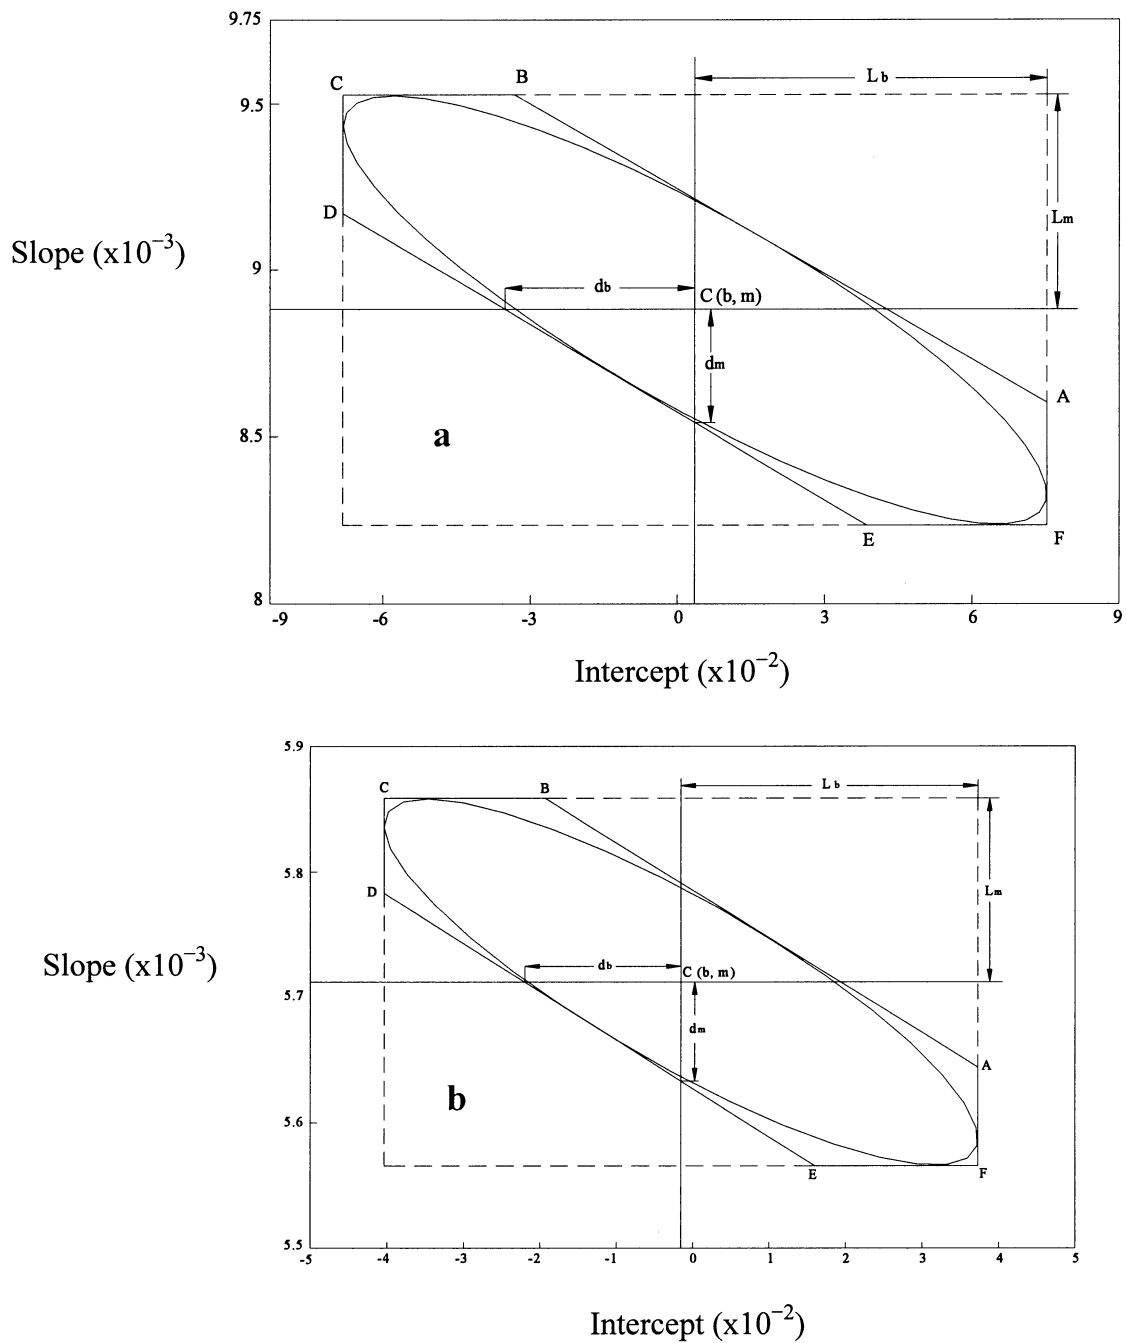 9.75
C
B
Lb
9.5
D
Lm
Slope (x10−3)
9
db
C (b, m)
dm
A
8.5
a
E
F
8
-9
-6
-3
0
3
6
9
Intercept (x10−2)
5.9
C
B
Lb
5.8
D
Lm
Slope (x10−3)
db
C (b, m)
5.7
dm
A
b
5.6
E
F
5.5
-5
-4
-3
-2
-1
0
1
2
3
4
5
Intercept (x10−2)